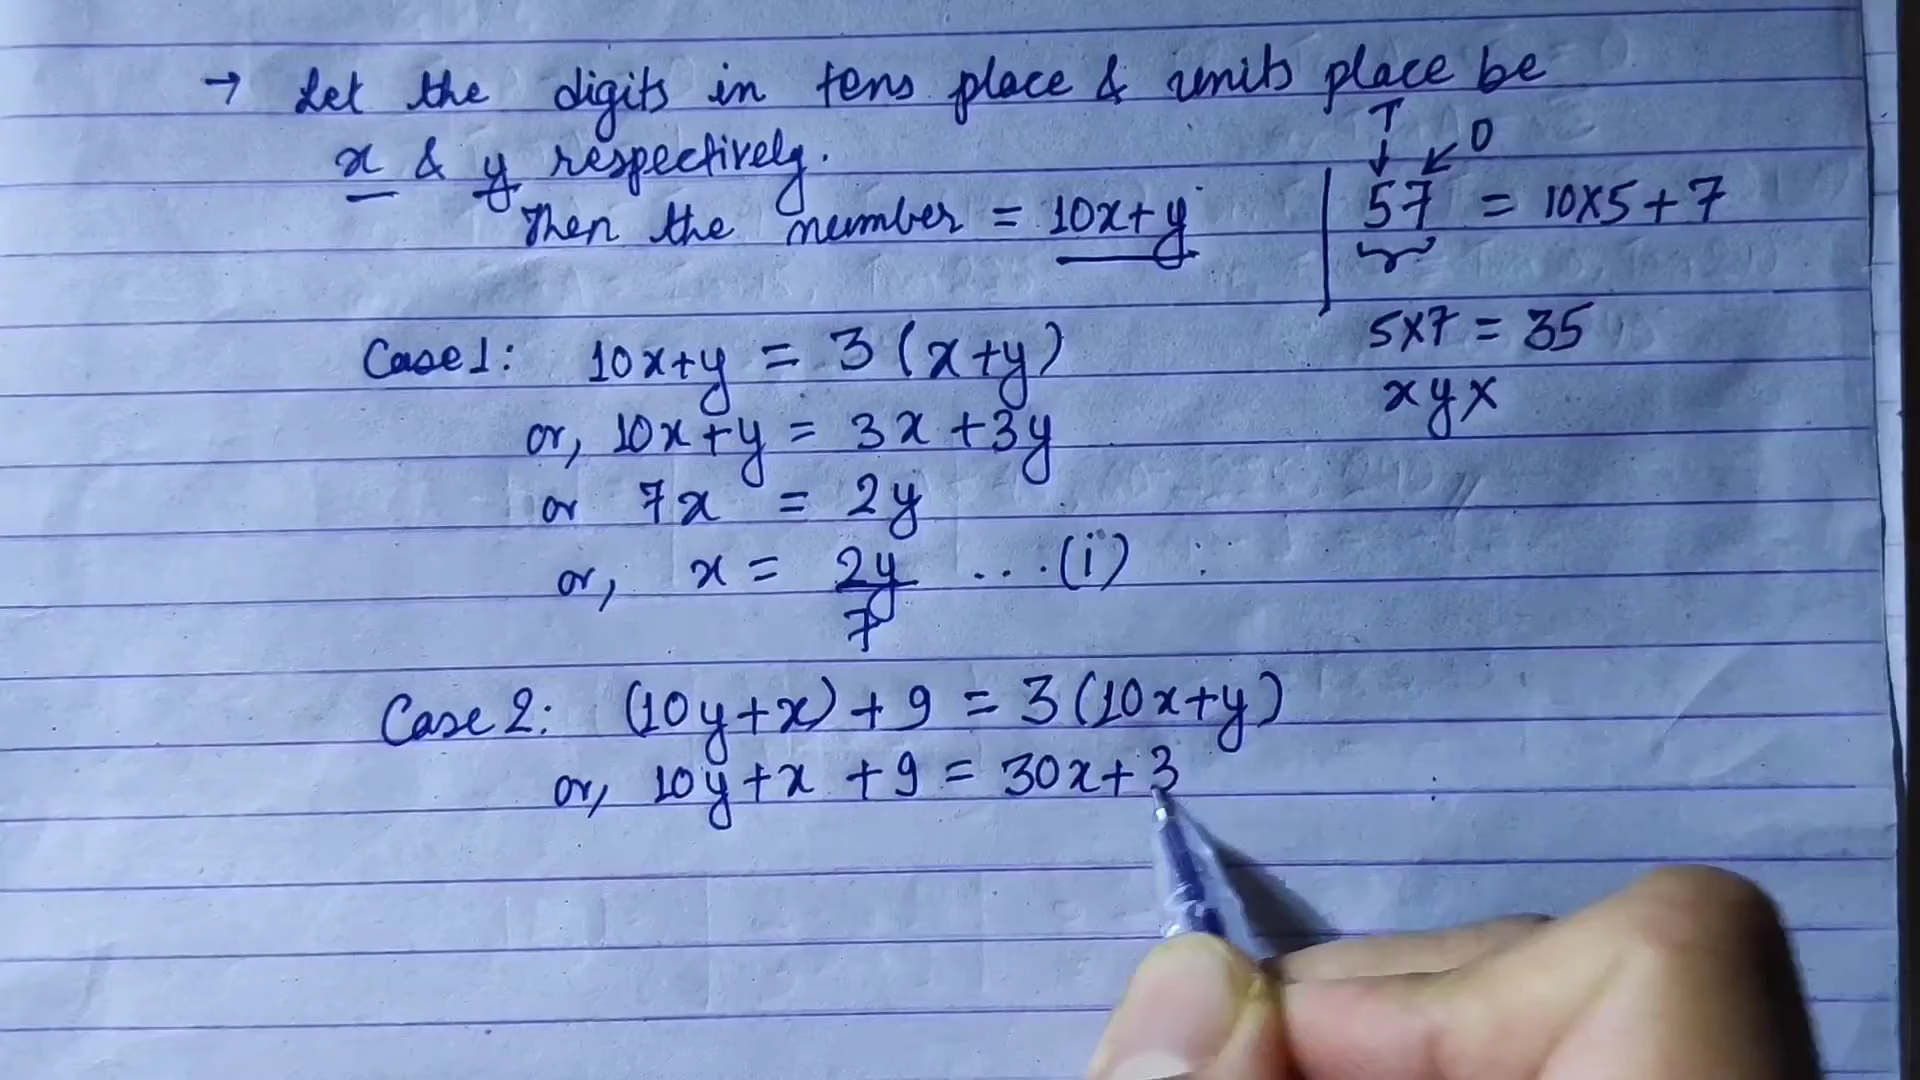 → Let the digits in tens place & units place be
x & y respectively.
Then the number = 10x+y
T
O
57 = 10×5+7
5×7 = 35
x y x
Case 1: 10x+y = 3(x+y)
or, 10x+y = 3x+3y
or 7x = 2y
or, x = 2y/7 ...(i)
Case 2: (10y+x)+9 = 3(10x+y)
or, 10y+x+9 = 30x+3